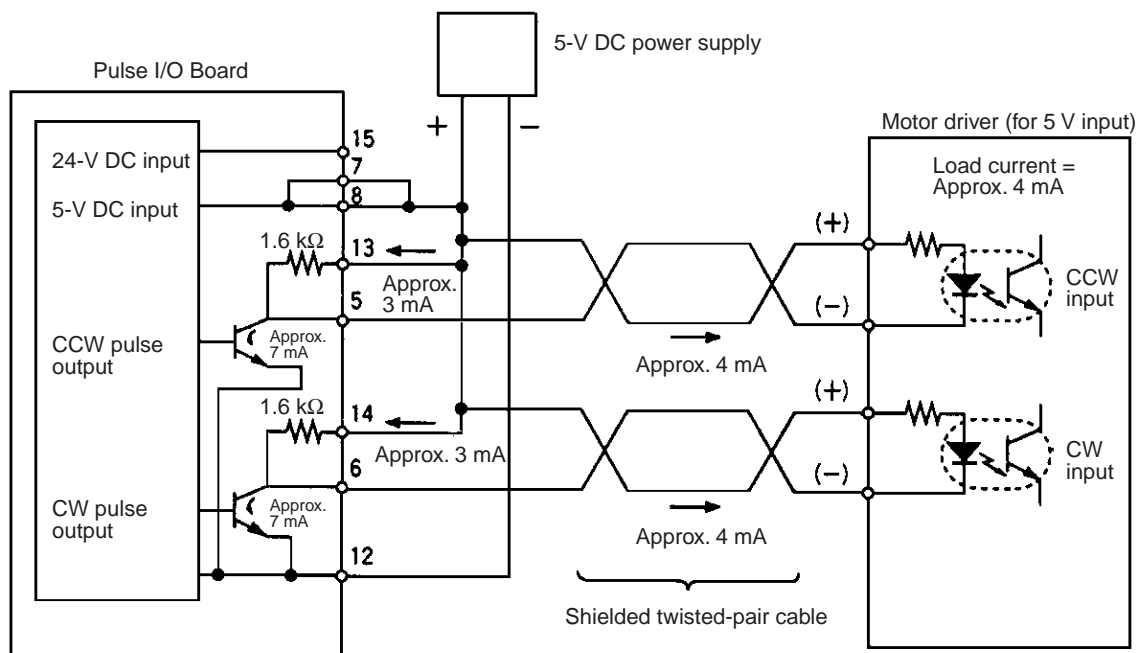 5-V DC power supply
Pulse I/O Board
+
−
Motor driver (for 5 V input)
15
24-V DC input
7
Load current =
Approx. 4 mA
5-V DC input
8
1.6 kΩ
13
(+)
Approx.
3 mA
CCW
input
5
(−)
CCW pulse
output
Approx.
7 mA
Approx. 4 mA
1.6 kΩ
14
(+)
Approx. 3 mA
CW
input
6
(−)
CW pulse
output
Approx.
7 mA
Approx. 4 mA
12
Shielded twisted-pair cable